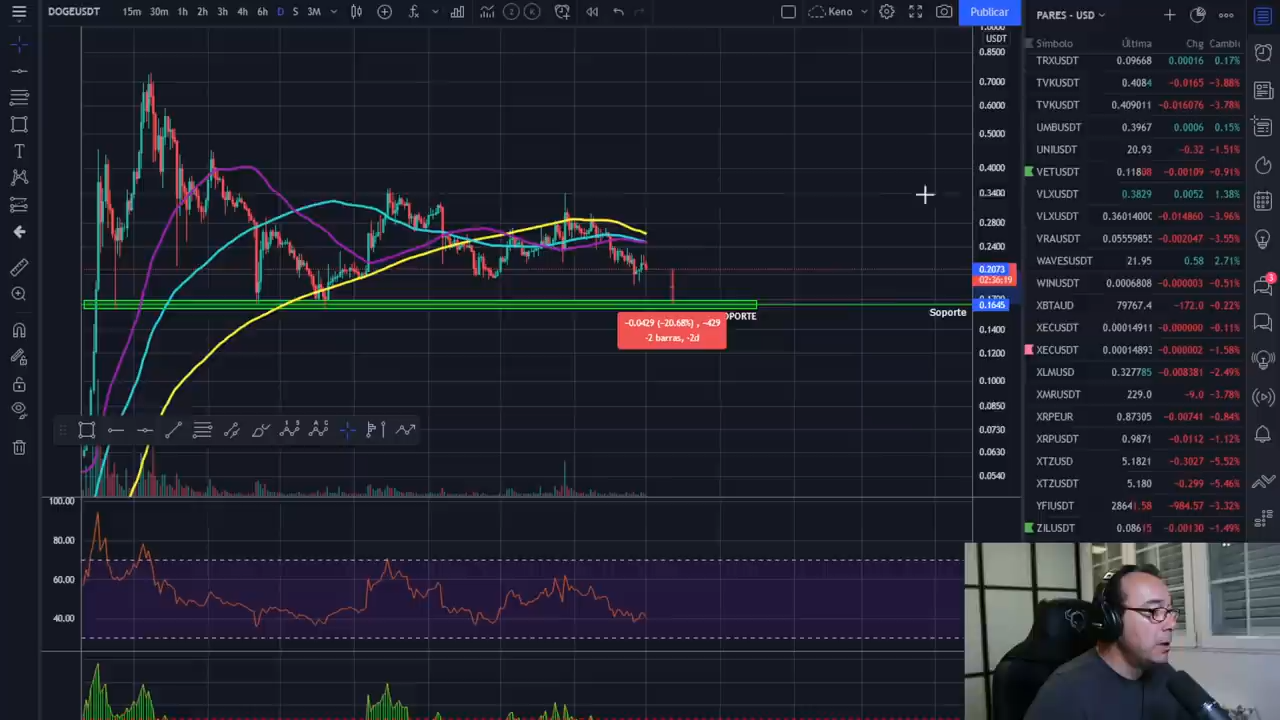 DOGEUSDT 15m 30m 1h 2h 3h 4h 6h D S 3M Keno Publicar PARES - USD
USDT
Símbolo Última Chg Cambi
TRXUSDT 0.09668 0.00016 0.17%
TVKUSDT 0.4084 -0.0165 -3.88%
TVKUSDT 0.409011 -0.016076 -3.78%
UMBUSDT 0.3967 0.0006 0.15%
UNIUSDT 20.93 -0.32 -1.51%
VETUSDT 0.11808 -0.00109 -0.91%
VLXUSDT 0.3829 0.0052 1.38%
VLXUSDT 0.3601400 -0.014860 -3.96%
VRAUSDT 0.05559855 -0.002047 -3.55%
WAVESUSDT 21.95 0.58 2.71%
WINUSDT 0.0006808 -0.000003 -0.51%
XBTAUD 79767.4 -172.0 -0.22%
XECUSDT 0.00014911 -0.000000 -0.11%
XECUSDT 0.00014893 -0.000002 -1.58%
XLMUSD 0.327785 -0.008381 -2.49%
XMRUSDT 229.0 -9.0 -3.78%
XRPEUR 0.87305 -0.00741 -0.84%
XRPUSDT 0.9871 -0.0112 -1.12%
XTZUSD 5.1821 -0.3027 -5.52%
XTZUSDT 5.180 -0.299 -5.46%
YFIUSDT 28641.58 -984.57 -3.32%
ZILUSDT 0.08615 -0.00130 -1.49%
0.8500
0.7000
0.6000
0.5000
0.4000
0.3400
0.2800
0.2400
0.2073
02:36:19
0.1645
Soporte
OPORTE
-0.0429 (-20.68%) , -429
-2 barras, -2d
0.1400
0.1200
0.1000
0.0850
0.0730
0.0630
0.0540
100.00
80.00
60.00
40.00